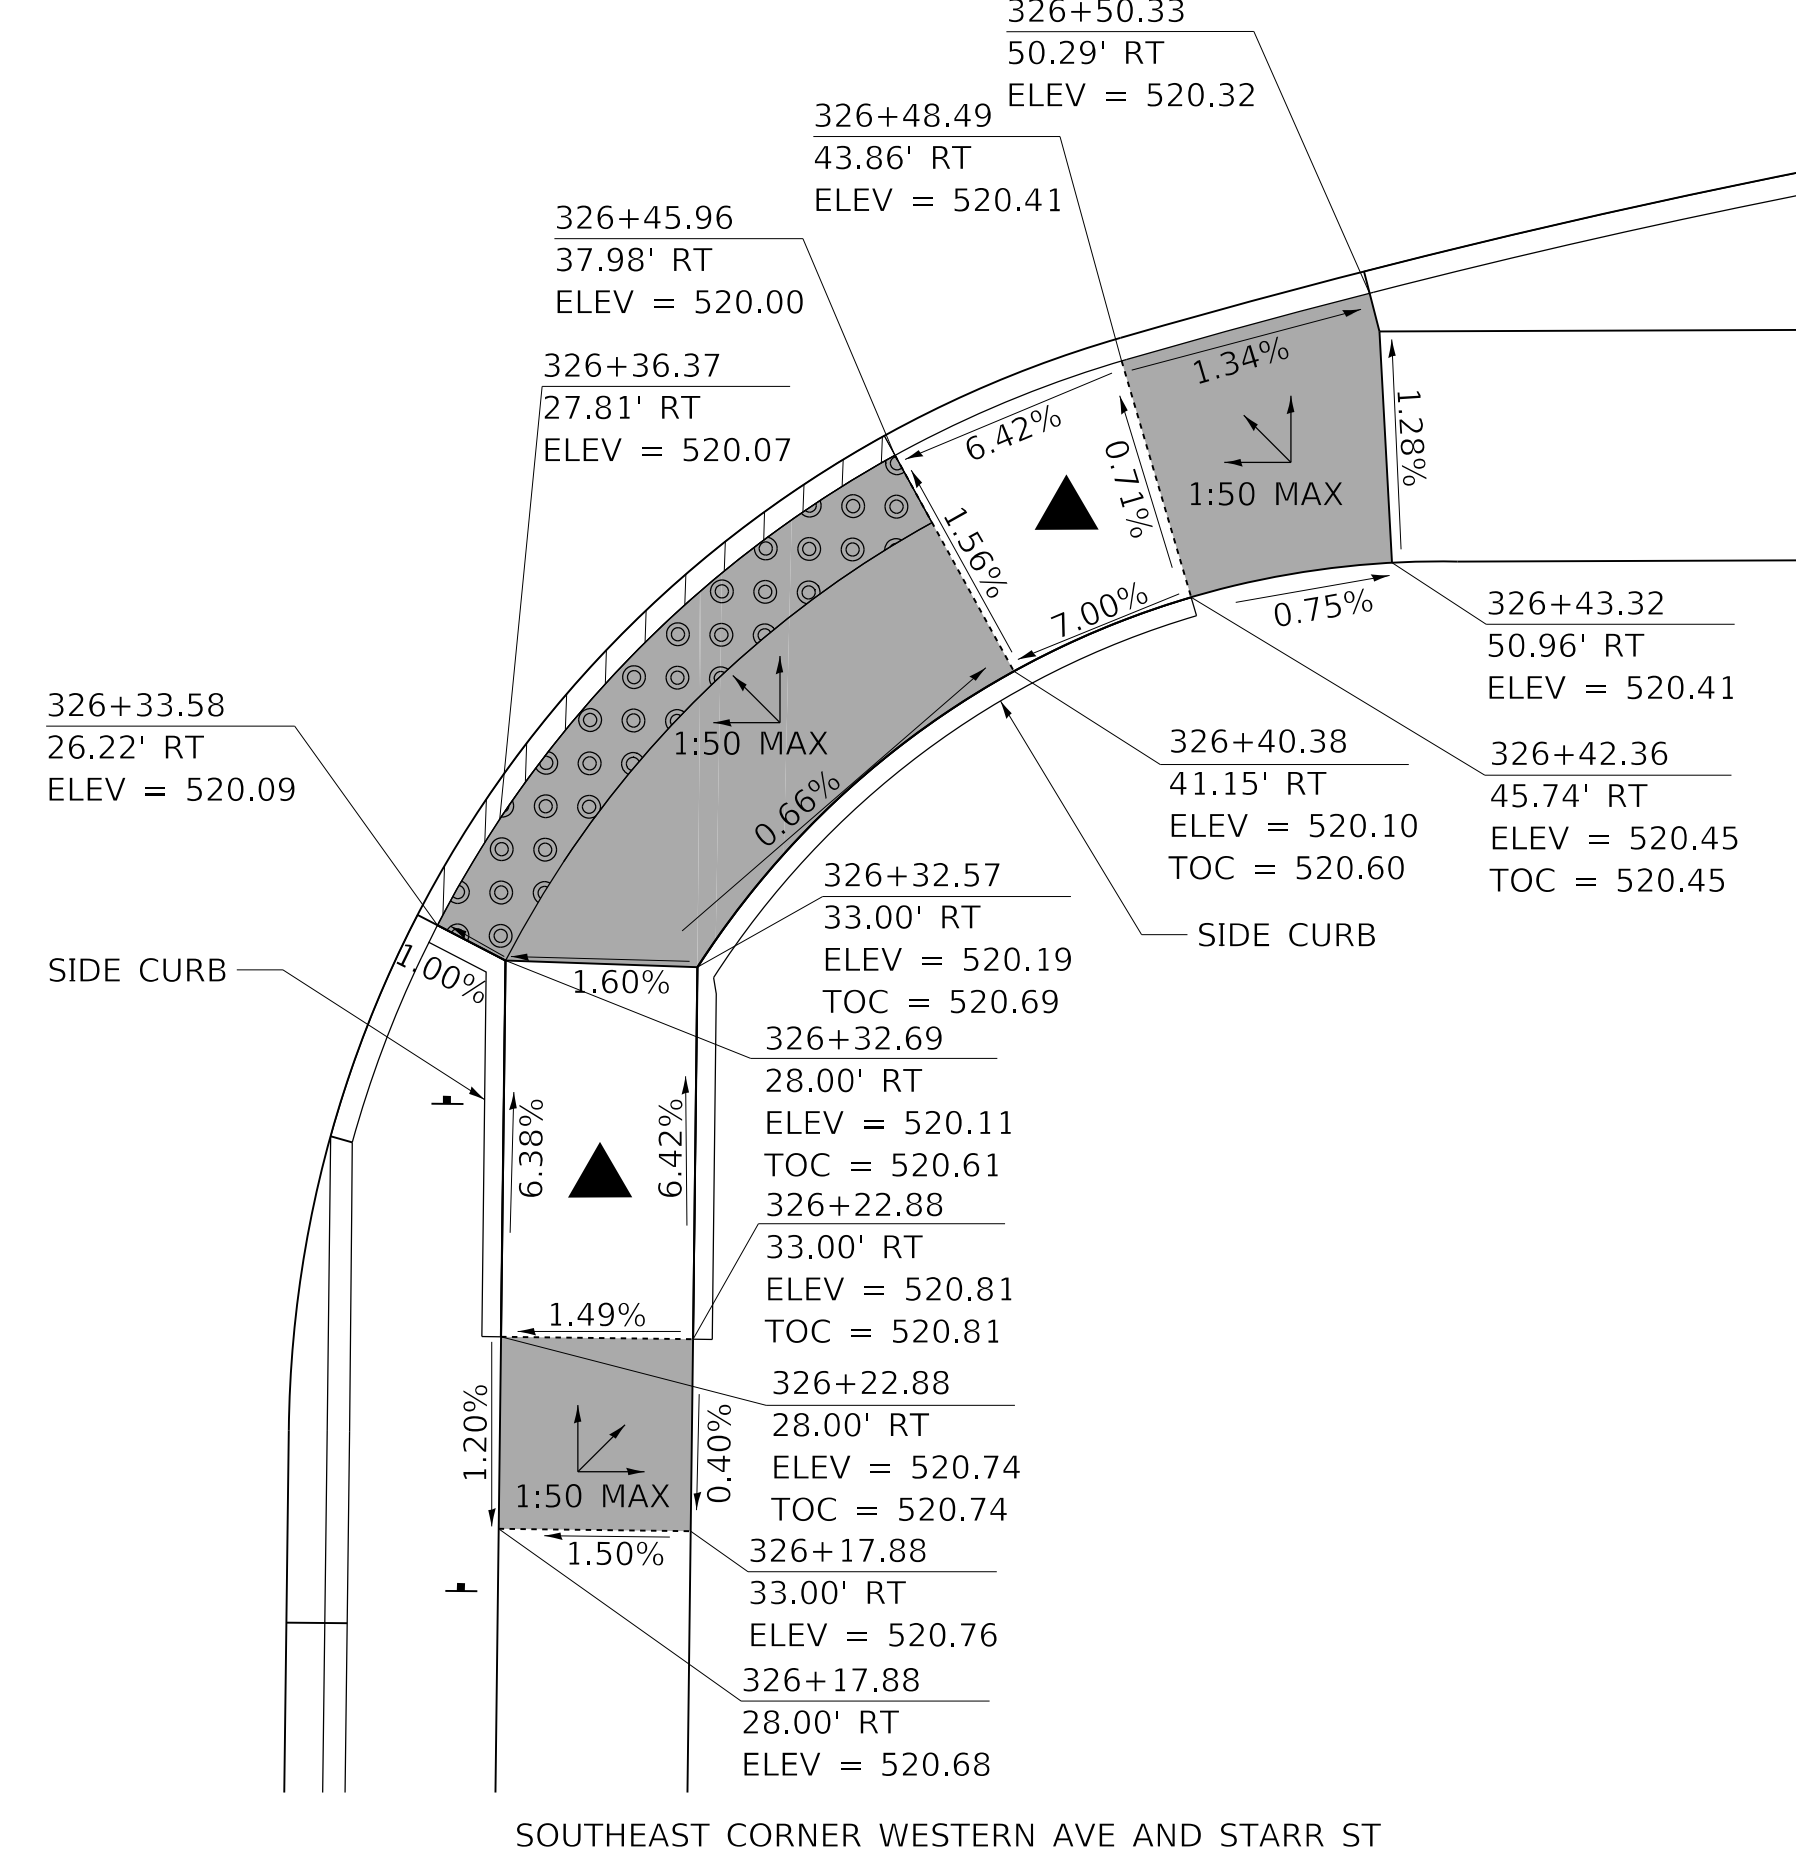 326+50.33
50.29' RT
ELEV = 520.32
326+48.49
43.86' RT
ELEV = 520.41
326+45.96
37.98' RT
ELEV = 520.00
326+36.37
27.81' RT
ELEV = 520.07
1.34%
6.42%
0.71%
1.28%
1:50 MAX
1.56%
7.00%
0.75%
326+43.32
50.96' RT
ELEV = 520.41
326+33.58
26.22' RT
ELEV = 520.09
1:50 MAX
0.66%
326+40.38
41.15' RT
ELEV = 520.10
TOC = 520.60
326+42.36
45.74' RT
ELEV = 520.45
TOC = 520.45
326+32.57
33.00' RT
ELEV = 520.19
TOC = 520.69
SIDE CURB
SIDE CURB
1.00%
1.60%
326+32.69
28.00' RT
ELEV = 520.11
TOC = 520.61
6.38%
6.42%
326+22.88
33.00' RT
ELEV = 520.81
TOC = 520.81
1.49%
326+22.88
28.00' RT
ELEV = 520.74
TOC = 520.74
1.20%
0.40%
1:50 MAX
1.50%
326+17.88
33.00' RT
ELEV = 520.76
326+17.88
28.00' RT
ELEV = 520.68
SOUTHEAST CORNER WESTERN AVE AND STARR ST